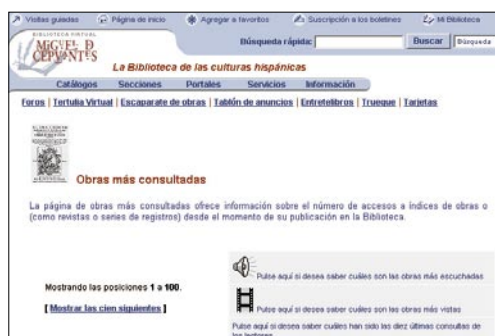 Visitas guiadas Página de inicio Agregar a favoritos Suscripción a los boletines Mi Biblioteca
BIBLIOTECA VIRTUAL
MIGVEL D CERVANTES
Búsqueda rápida: Buscar Búsqueda
La Biblioteca de las culturas hispánicas
Catálogos Secciones Portales Servicios Información
Foros | Tertulia Virtual | Escaparate de obras | Tablón de anuncios | Entretelibros | Trueque | Tarjetas
Obras más consultadas
La página de obras más consultadas ofrece información sobre el número de accesos a índices de obras o
(como revistas o series de registros) desde el momento de su publicación en la Biblioteca.
Pulse aquí si desea saber cuáles son las obras más escuchadas
Mostrando las posiciones 1 a 100.
[ Mostrar las cien siguientes ]
Pulse aquí si desea saber cuáles son las obras más vistas
Pulse aquí si desea saber cuáles han sido las diez últimas consultas de
los lectores